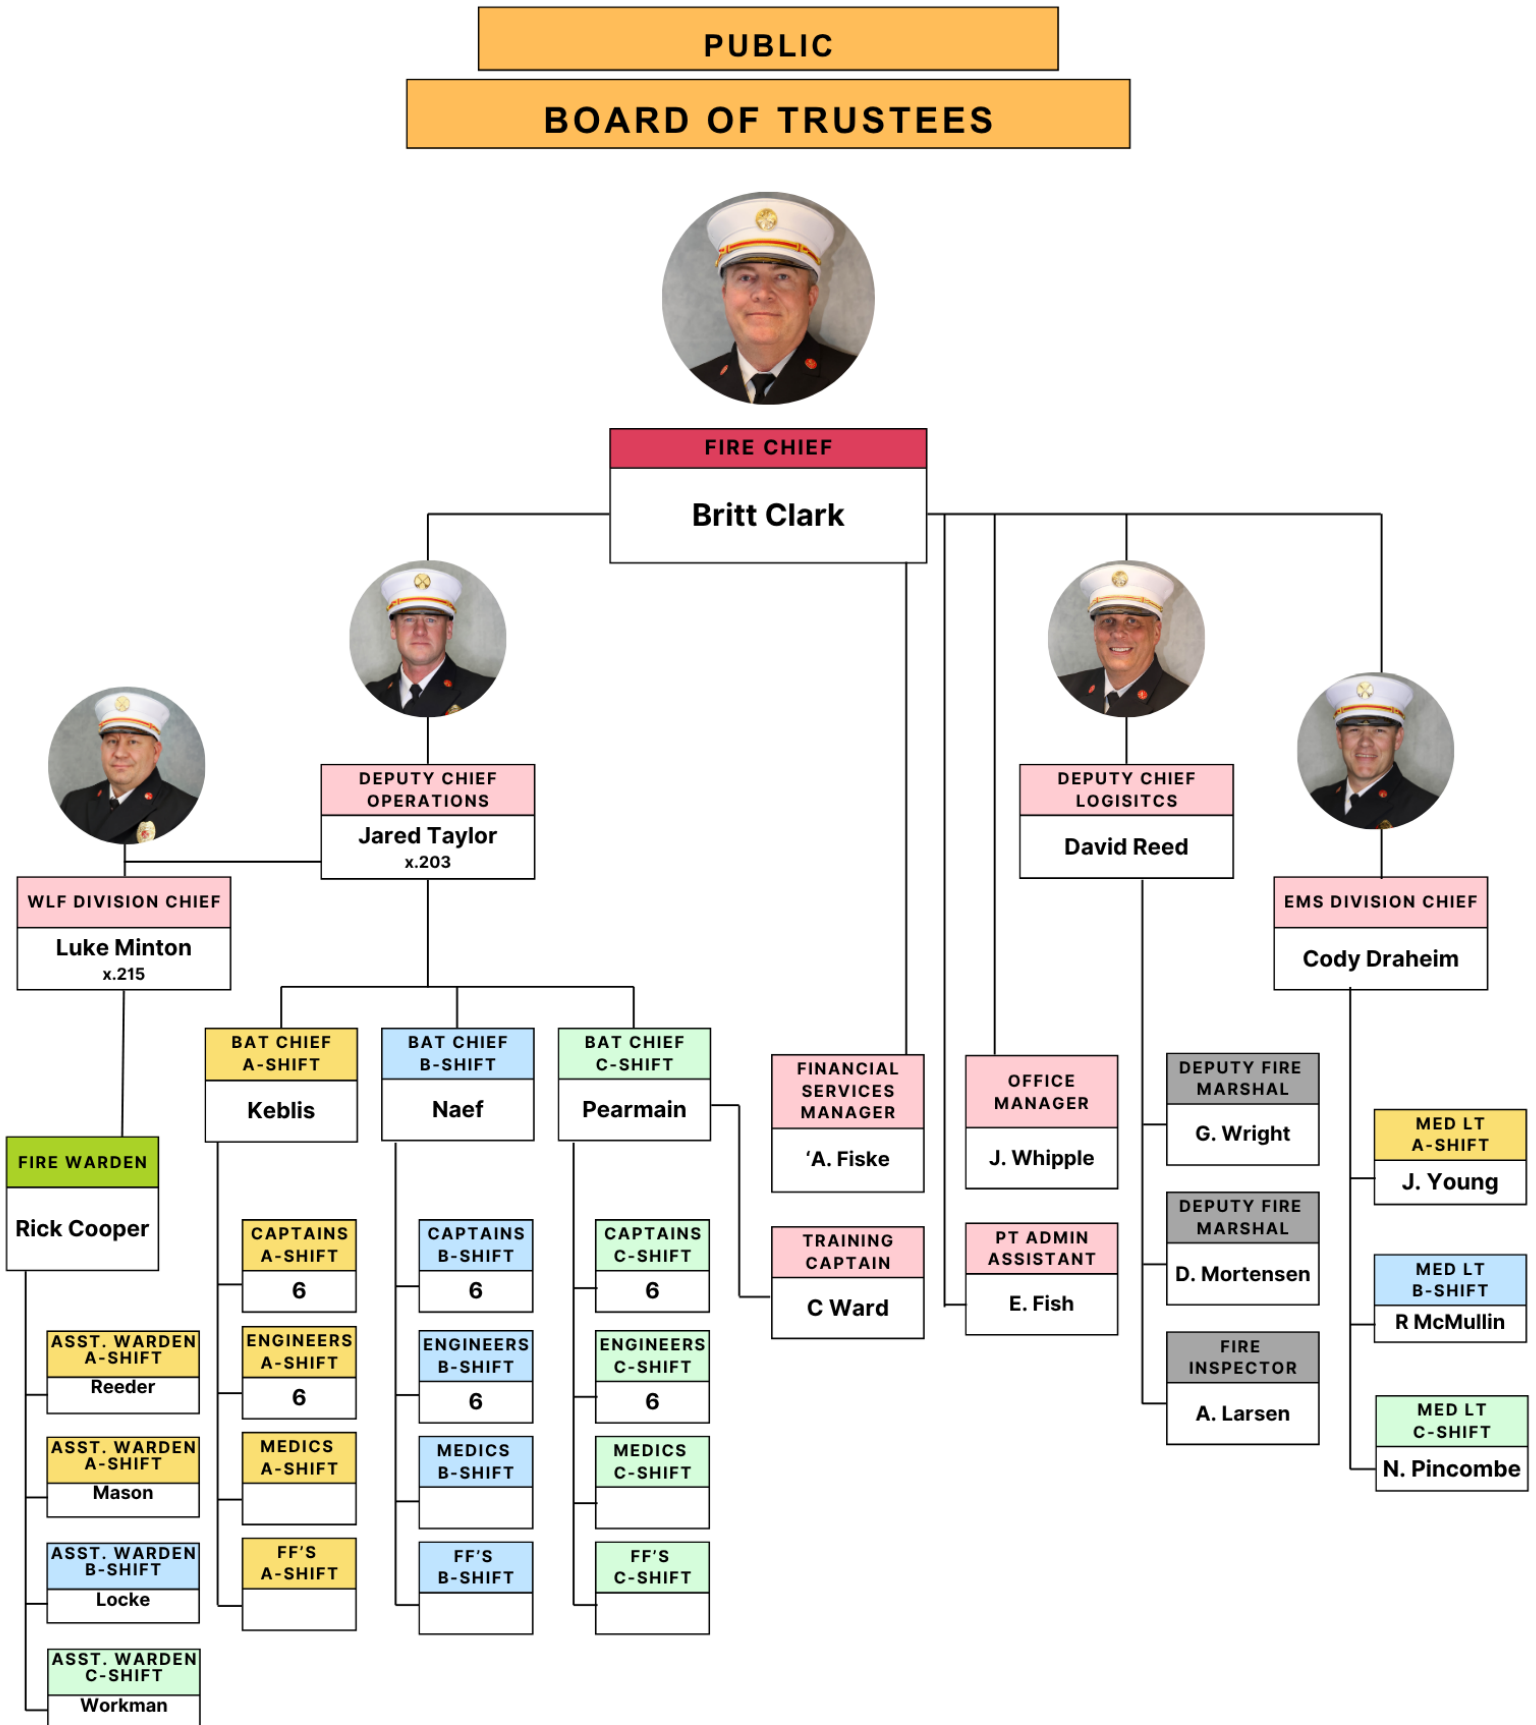 PUBLIC
BOARD OF TRUSTEES
FIRE CHIEF
Britt Clark
DEPUTY CHIEF
OPERATIONS
Jared Taylor
x.203
DEPUTY CHIEF
LOGISITCS
David Reed
WLF DIVISION CHIEF
Luke Minton
x.215
EMS DIVISION CHIEF
Cody Draheim
BAT CHIEF
A-SHIFT
Keblis
BAT CHIEF
B-SHIFT
Naef
BAT CHIEF
C-SHIFT
Pearmain
FINANCIAL
SERVICES
MANAGER
‘A. Fiske
OFFICE
MANAGER
J. Whipple
DEPUTY FIRE
MARSHAL
G. Wright
MED LT
A-SHIFT
J. Young
FIRE WARDEN
Rick Cooper
CAPTAINS
A-SHIFT
6
CAPTAINS
B-SHIFT
6
CAPTAINS
C-SHIFT
6
TRAINING
CAPTAIN
C Ward
PT ADMIN
ASSISTANT
E. Fish
DEPUTY FIRE
MARSHAL
D. Mortensen
MED LT
B-SHIFT
R McMullin
ASST. WARDEN
A-SHIFT
Reeder
ENGINEERS
A-SHIFT
6
ENGINEERS
B-SHIFT
6
ENGINEERS
C-SHIFT
6
FIRE
INSPECTOR
A. Larsen
MED LT
C-SHIFT
N. Pincombe
ASST. WARDEN
A-SHIFT
Mason
MEDICS
A-SHIFT
MEDICS
B-SHIFT
MEDICS
C-SHIFT
ASST. WARDEN
B-SHIFT
Locke
FF’S
A-SHIFT
FF’S
B-SHIFT
FF’S
C-SHIFT
ASST. WARDEN
C-SHIFT
Workman